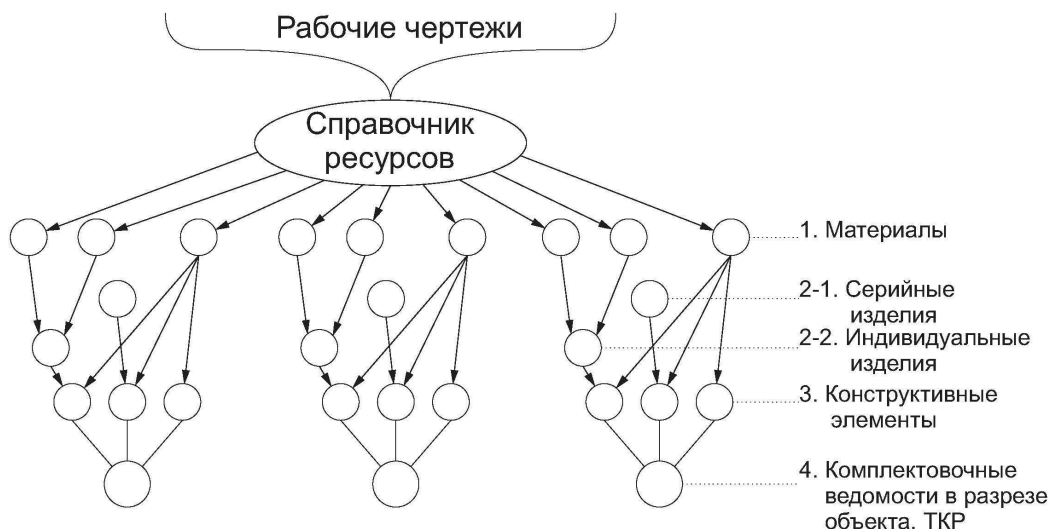 Рабочие чертежи
Справочник
ресурсов
1. Материалы
2-1. Серийные
изделия
2-2. Индивидуальные
изделия
3. Конструктивные
элементы
4. Комплектовочные
ведомости в разрезе
объекта, ТКР